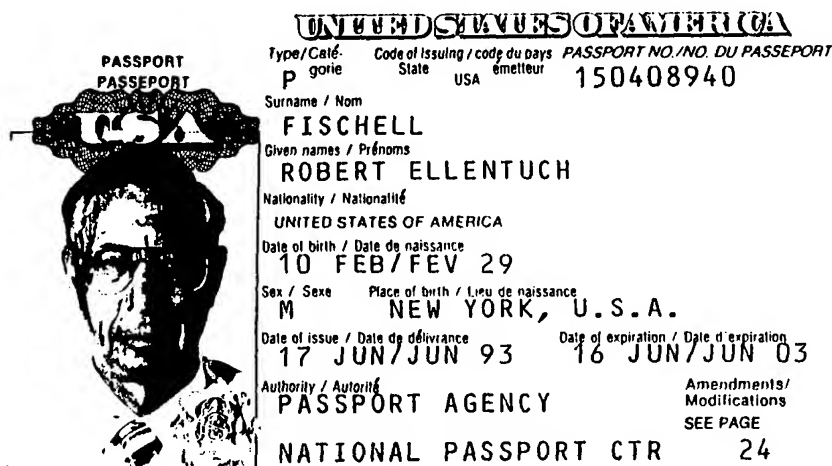 UNITED STATES OF AMERICA
PASSPORT
PASSEPORT
USA
Type/Caté-gorie
Code of Issuing / code du pays
State émetteur
PASSPORT NO./NO. DU PASSEPORT
P
USA
150408940
Surname / Nom
FISCHELL
Given names / Prénoms
ROBERT ELLENTUCH
Nationality / Nationalité
UNITED STATES OF AMERICA
Date of birth / Date de naissance
10 FEB/FEV 29
Sex / Sexe
Place of birth / Lieu de naissance
M
NEW YORK, U.S.A.
Date of issue / Date de délivrance
Date of expiration / Date d'expiration
17 JUN/JUN 93
16 JUN/JUN 03
Authority / Autorité
Amendments/
Modifications
PASSPORT AGENCY
SEE PAGE
NATIONAL PASSPORT CTR
24